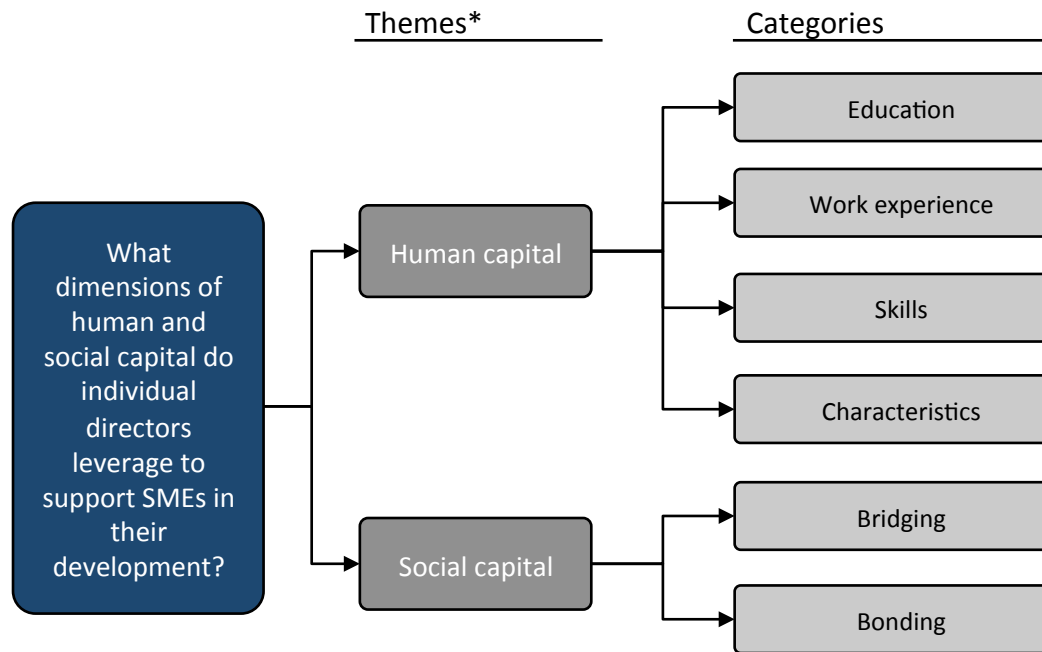 Themes*
Categories
What
dimensions of
human and
social capital do
individual
directors
leverage to
support SMEs in
their
development?
Human capital
Education
Work experience
Skills
Characteristics
Social capital
Bridging
Bonding